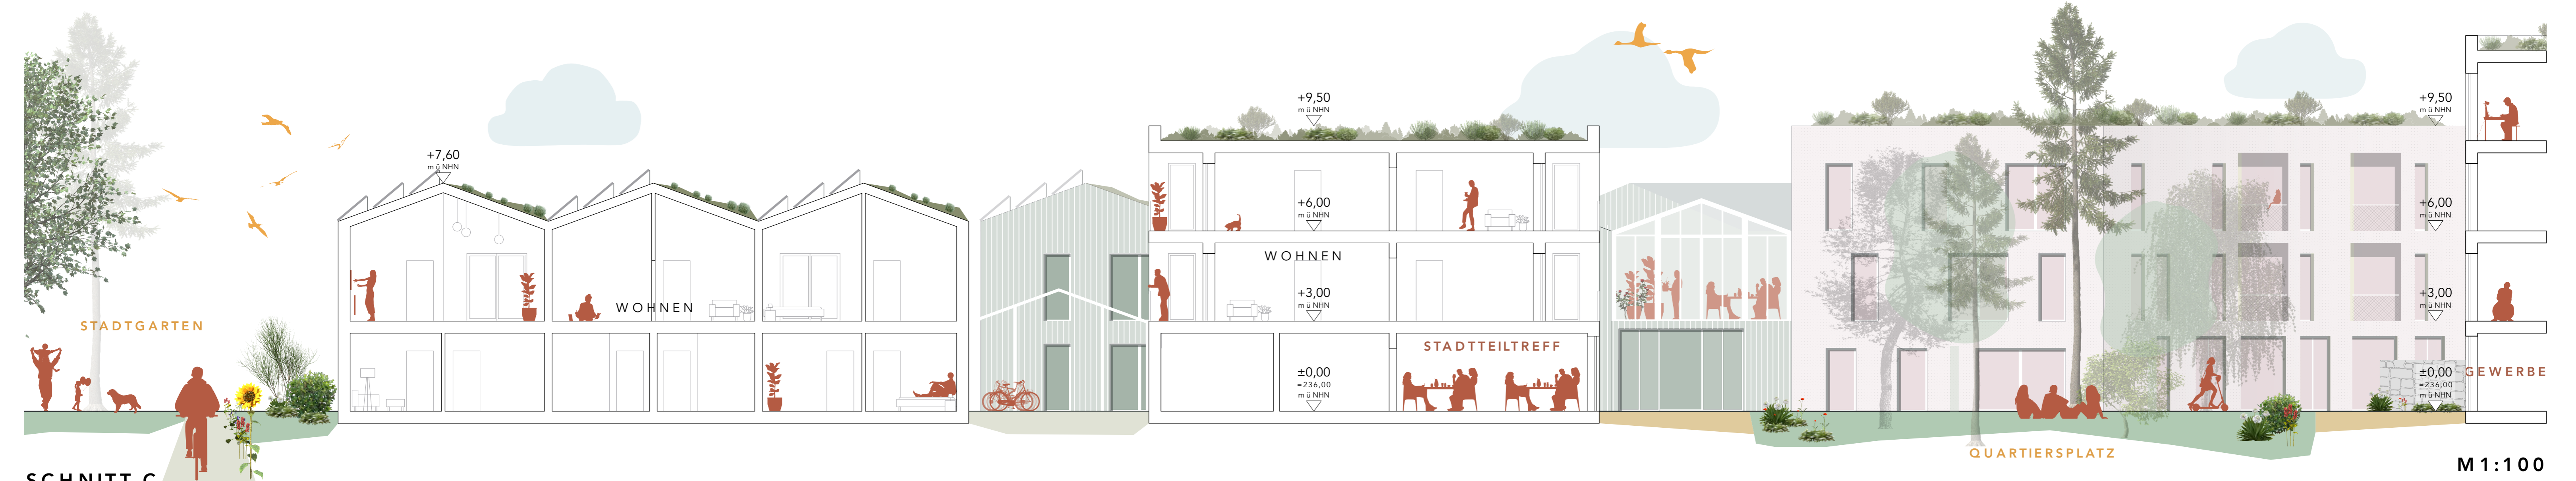 +9,50
m ü NHN
+9,50
m ü NHN
+7,60
m ü NHN
+6,00
m ü NHN
+6,00
m ü NHN
WOHNEN
+3,00
m ü NHN
+3,00
m ü NHN
WOHNEN
STADTGARTEN
STADTTEILTREFF
±0,00
=236,00
m ü NHN
±0,00
=236,00
m ü NHN
GEWERBE
QUARTIERSPLATZ
SCHNITT C
M 1:100